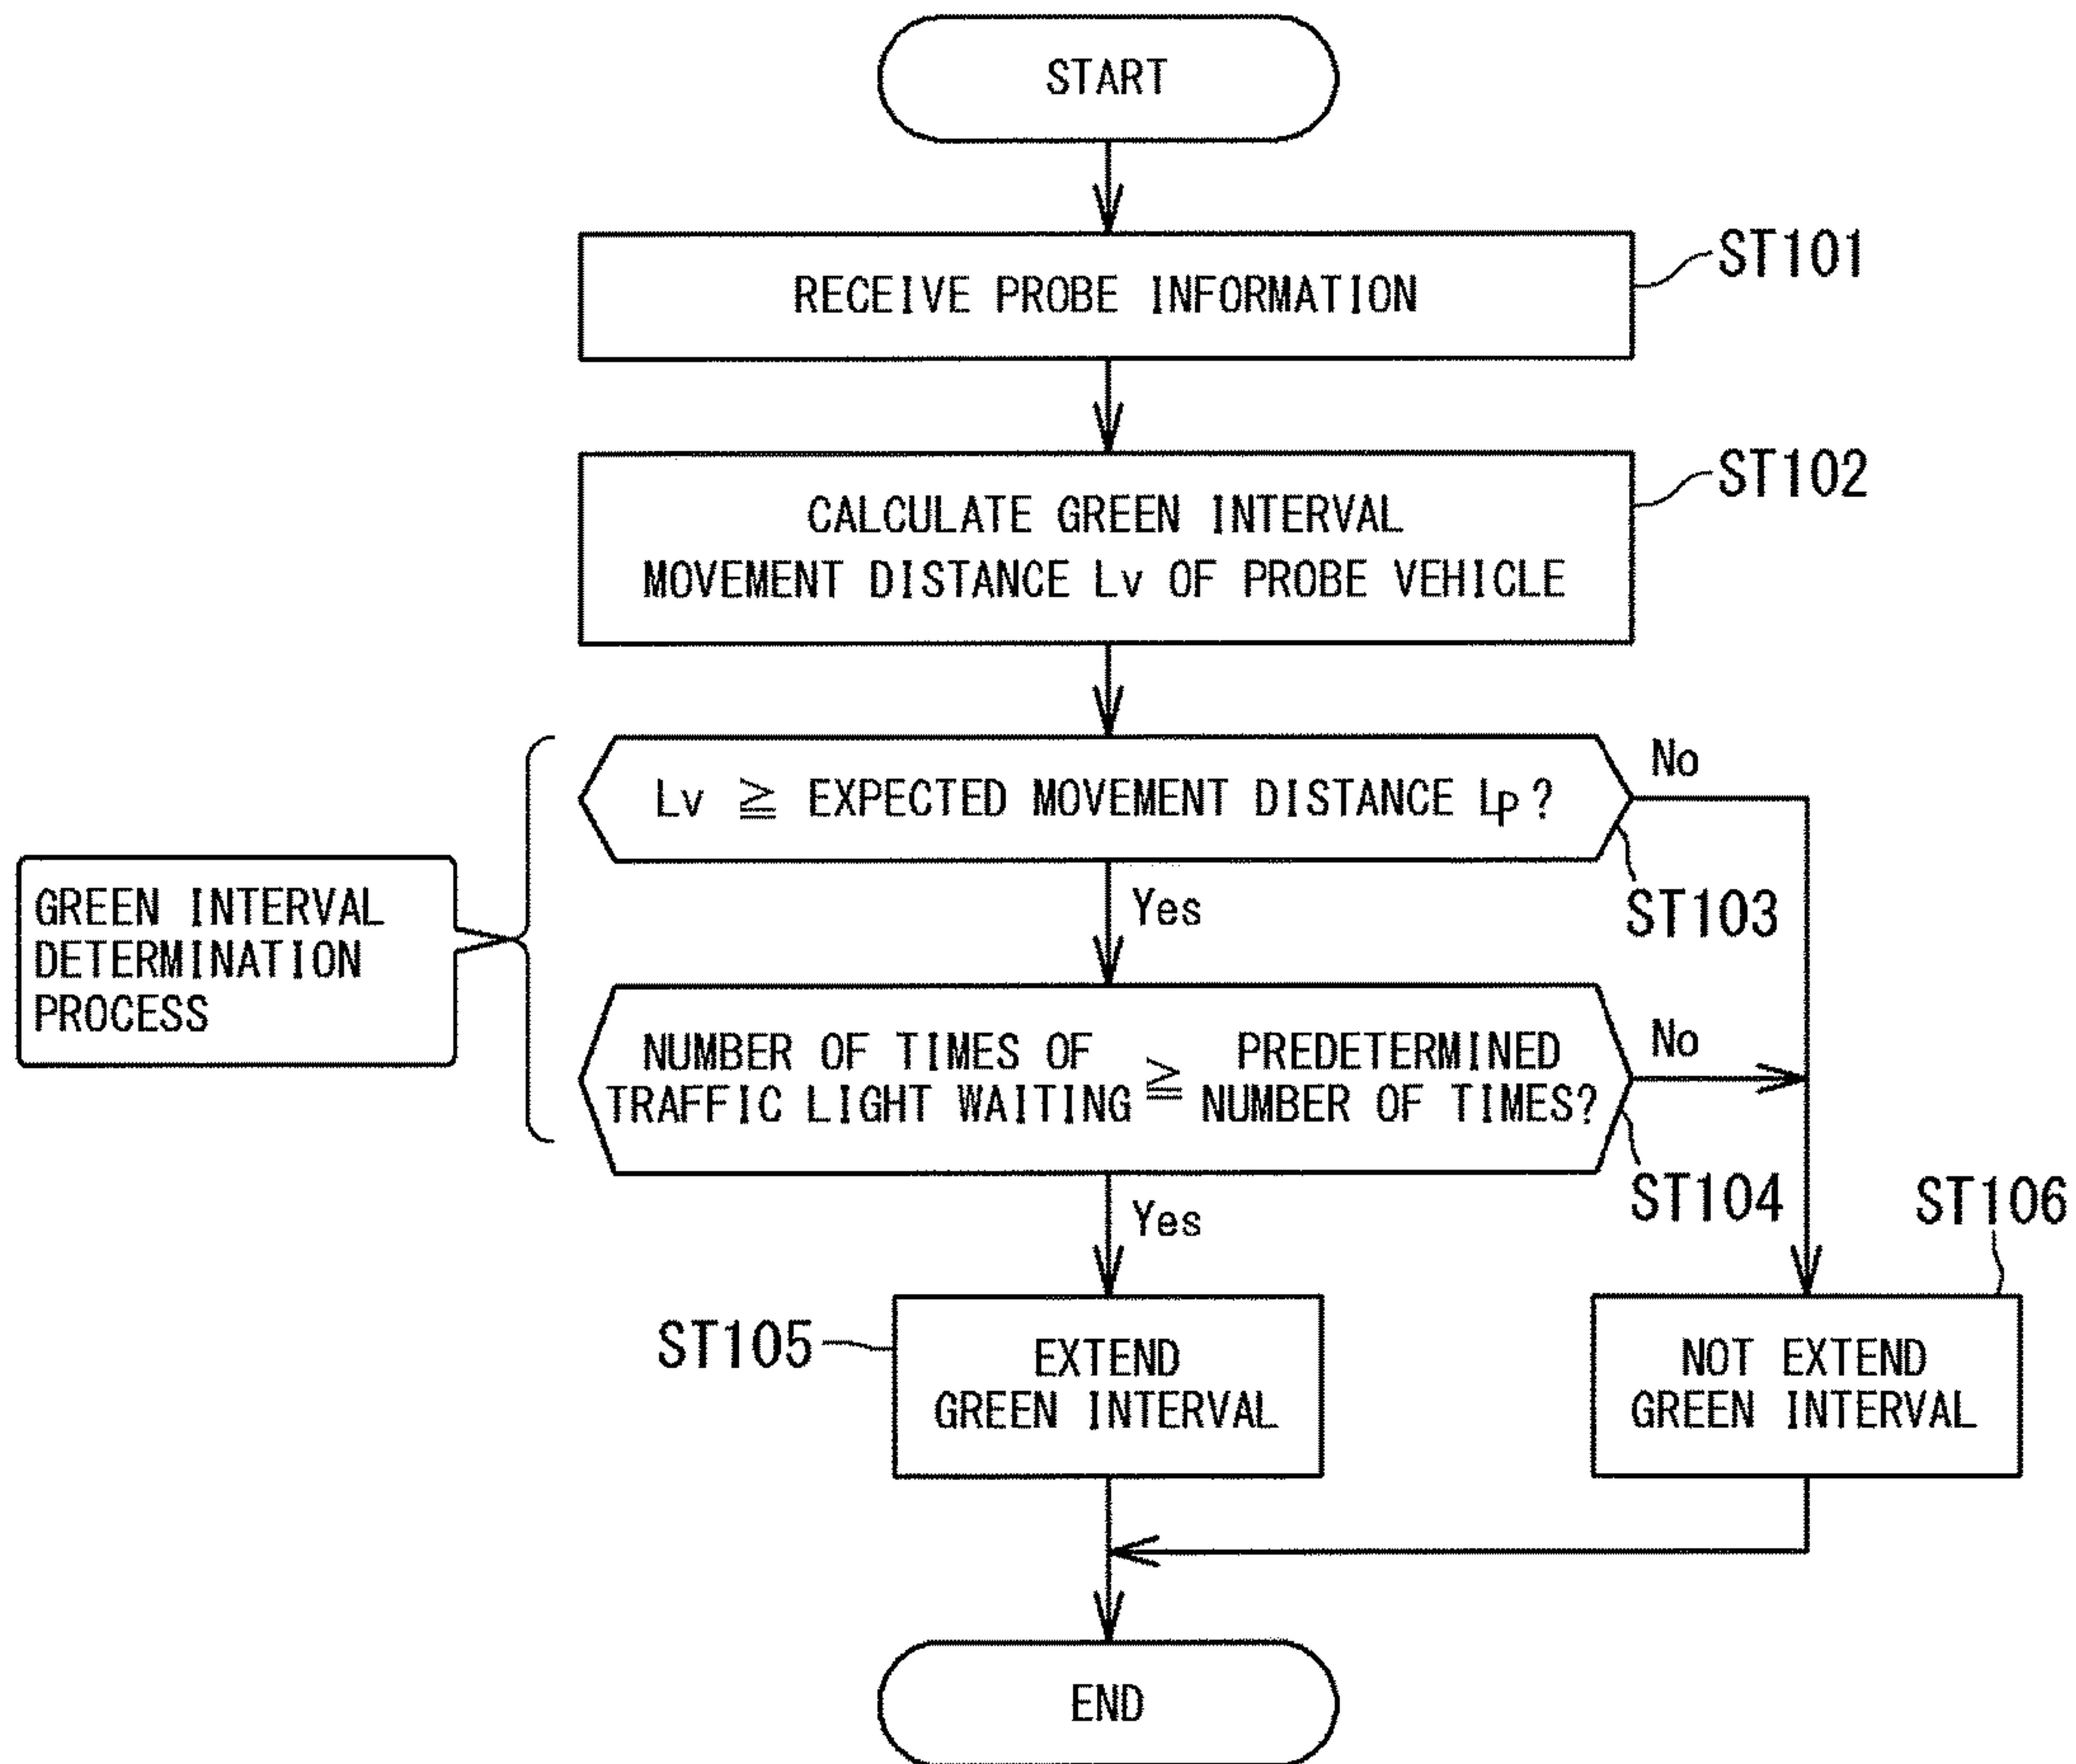 START
RECEIVE PROBE INFORMATION
ST101
CALCULATE GREEN INTERVAL
MOVEMENT DISTANCE Lv OF PROBE VEHICLE
ST102
Lv ≧ EXPECTED MOVEMENT DISTANCE Lp?
No
ST103
Yes
GREEN INTERVAL
DETERMINATION
PROCESS
NUMBER OF TIMES OF
TRAFFIC LIGHT WAITING
≧
PREDETERMINED
NUMBER OF TIMES?
No
ST104
Yes
ST105
EXTEND
GREEN INTERVAL
ST106
NOT EXTEND
GREEN INTERVAL
END